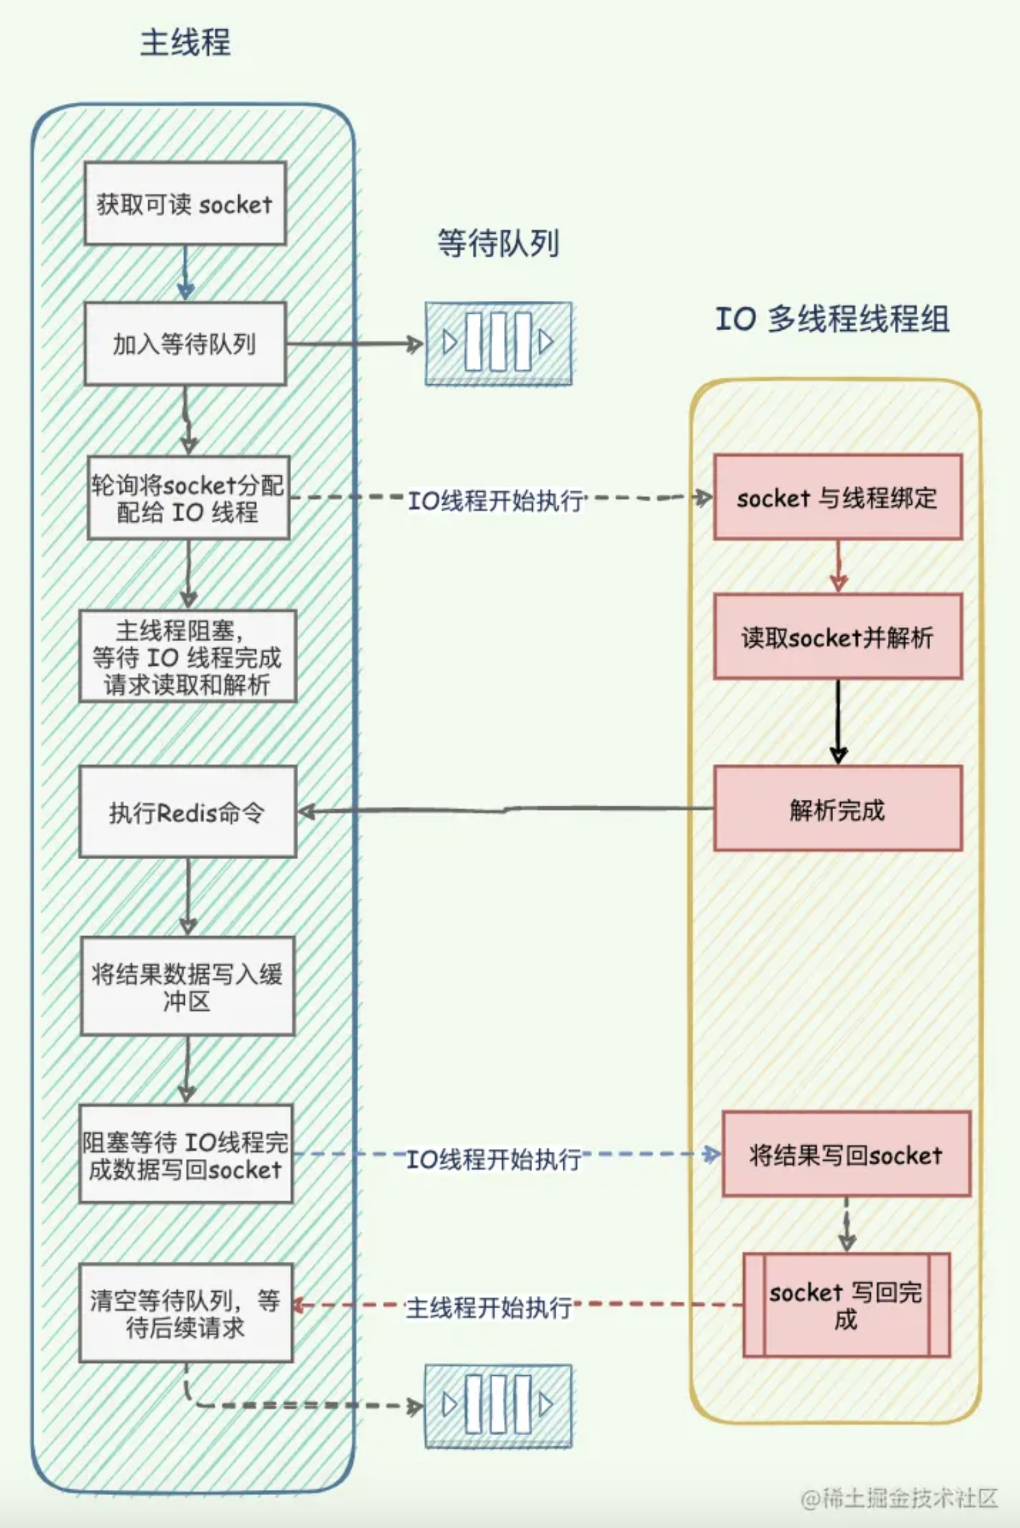 主线程
获取可读 socket
等待队列
加入等待队列
IO 多线程线程组
轮询将socket分配
配给 IO 线程
IO线程开始执行
socket 与线程绑定
主线程阻塞，
等待 IO 线程完成
请求读取和解析
读取socket并解析
执行Redis命令
解析完成
将结果数据写入缓
冲区
阻塞等待 IO线程完
成数据写回socket
IO线程开始执行
将结果写回socket
清空等待队列，等
待后续请求
主线程开始执行
socket 写回完
成
@稀土掘金技术社区